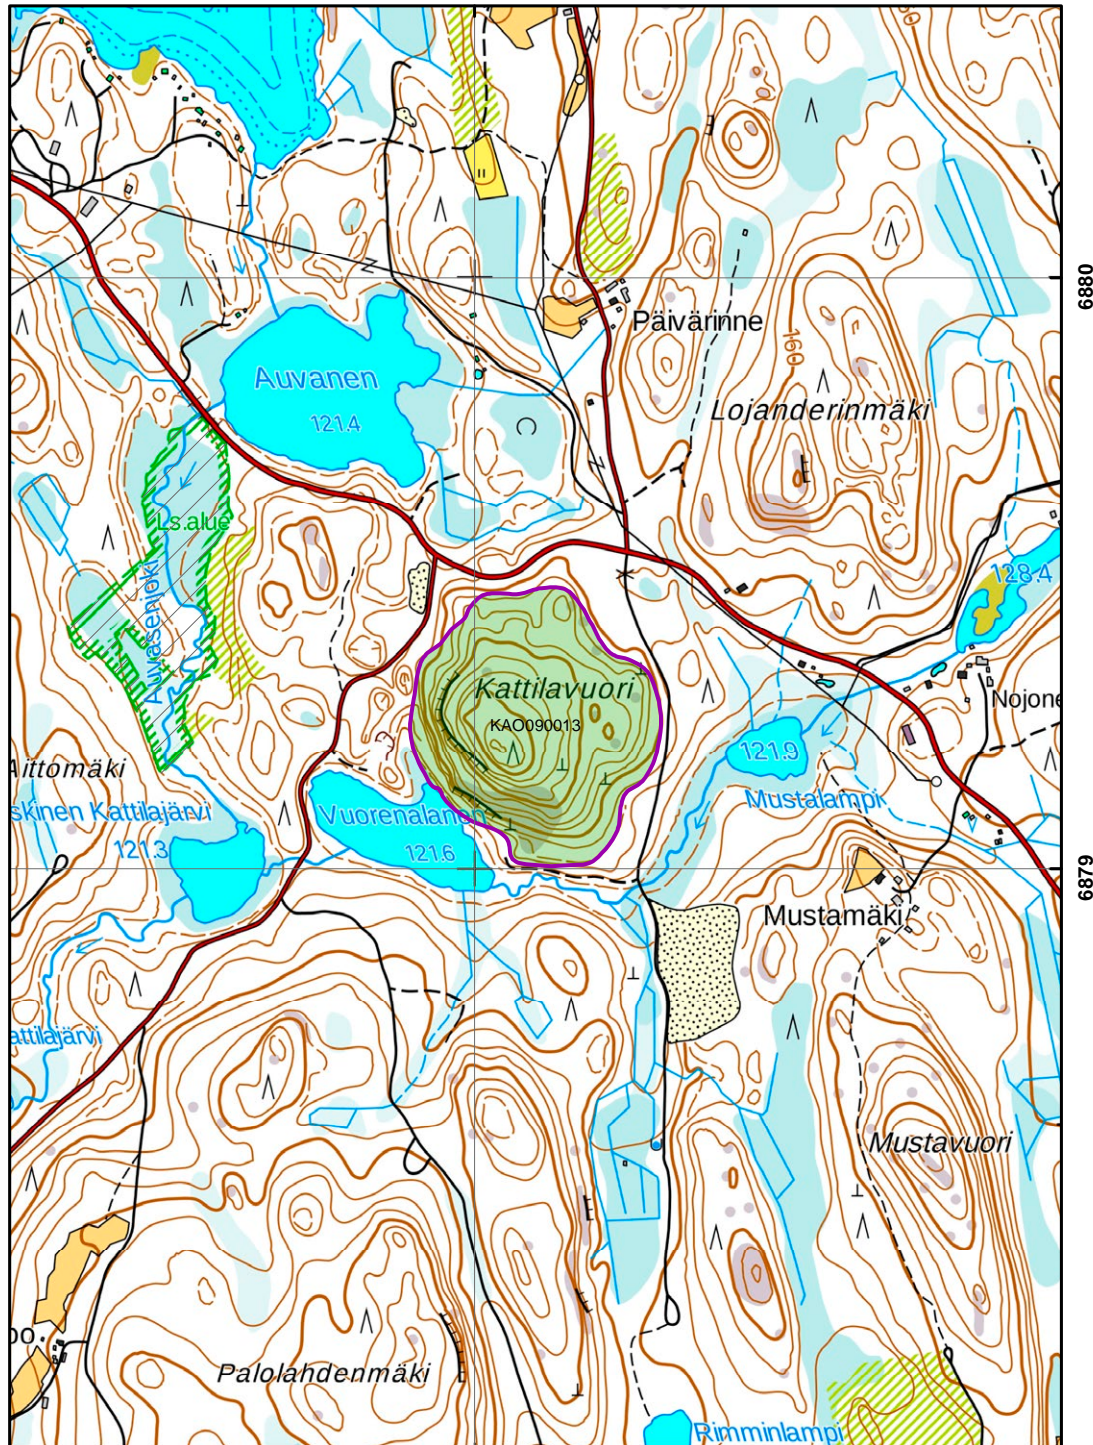 6880
Päivärinne
160
Auvanen
121.4
Lojanderinmäki
Ls.alue
Auvasenjoki
128.4
Kattilavuori
KAO090013
Nojone
121.9
Aittomäki
Mustalampi
skinen Kattilajärvi
Vuorenalanen
121.3
121.6
6879
Mustamäki
attilajärvi
Mustavuori
oo
Palolahdenmäki
Rimminlampi